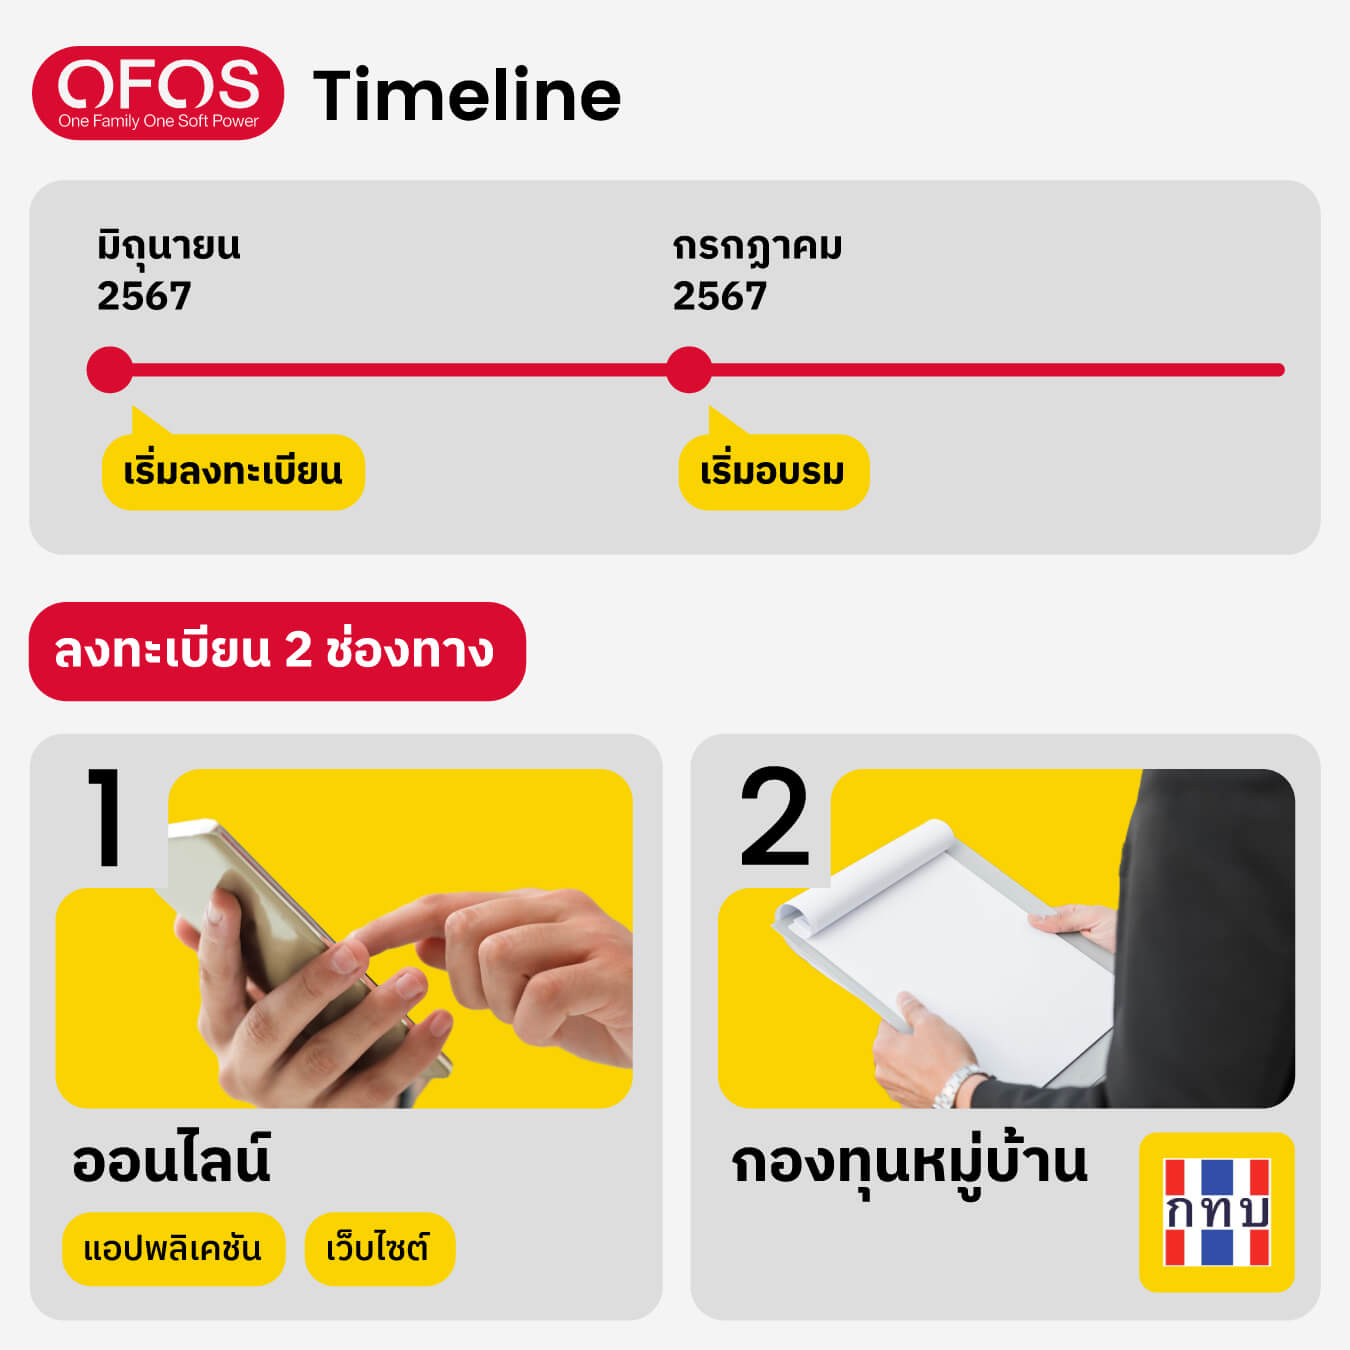 OFOS
One Family One Soft Power
Timeline
มิถุนายน
2567
กรกฎาคม
2567
เริ่มลงทะเบียน
เริ่มอบรม
ลงทะเบียน 2 ช่องทาง
1
2
ออนไลน์
แอปพลิเคชัน
เว็บไซต์
กองทุนหมู่บ้าน
กทบ